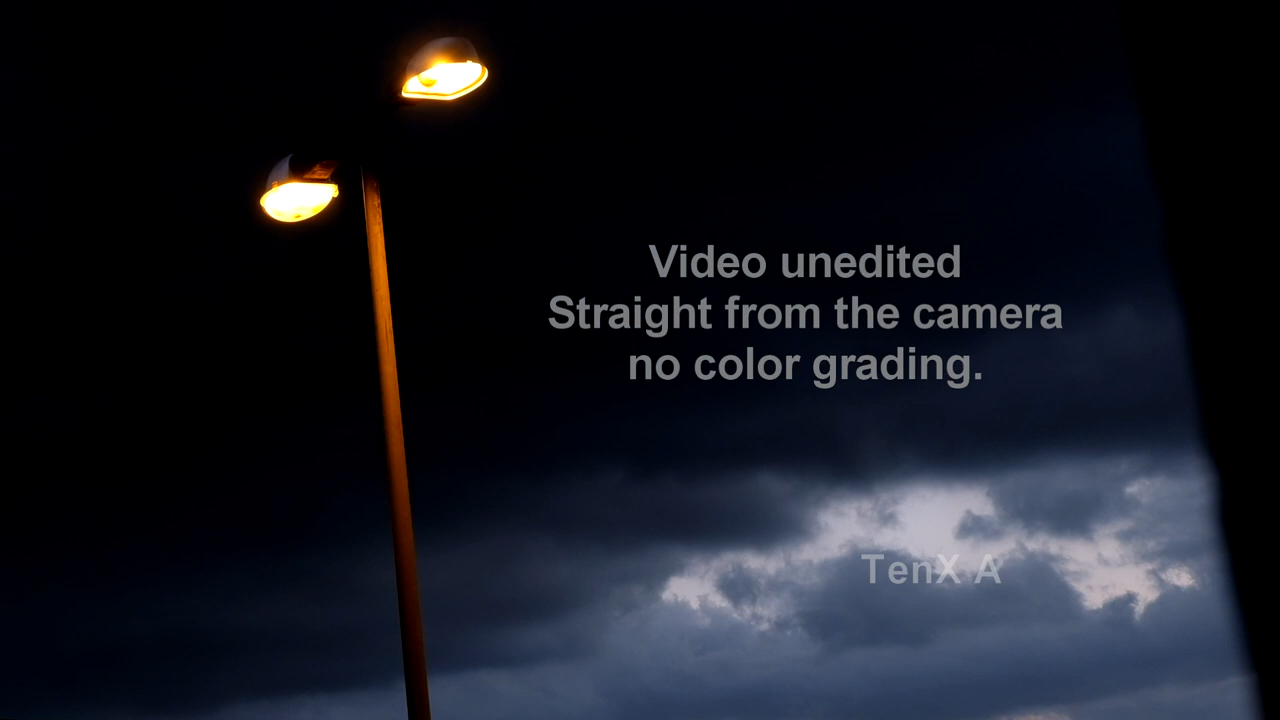 Video unedited
Straight from the camera
no color grading.
TenX A